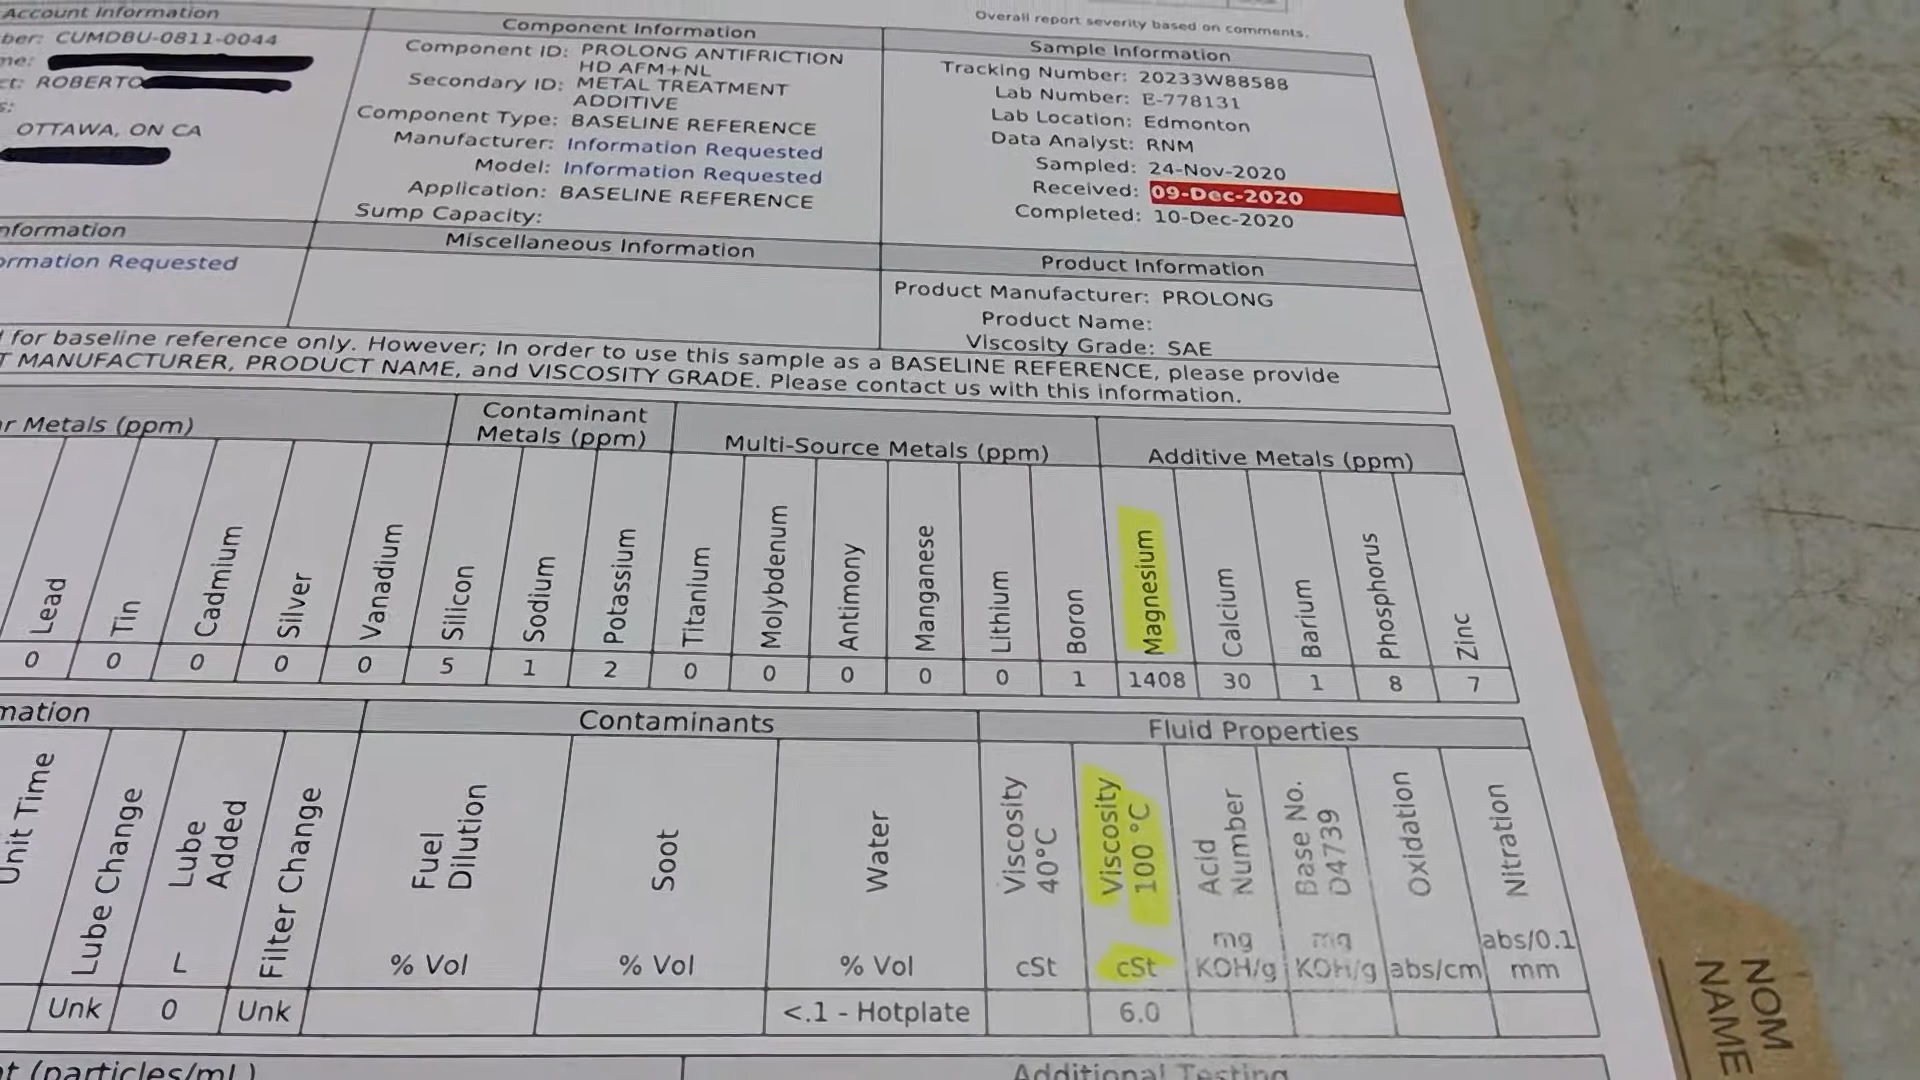 Overall report severity based on comments.
Account Information
Component Information
Sample Information
ber: CUMDBU-0811-0044
me:
ct: ROBERTO
s:
OTTAWA, ON CA
Component ID: PROLONG ANTIFRICTION
HD AFM+NL
Secondary ID: METAL TREATMENT
ADDITIVE
Component Type: BASELINE REFERENCE
Manufacturer: Information Requested
Model: Information Requested
Application: BASELINE REFERENCE
Sump Capacity:
Tracking Number: 20233W88588
Lab Number: E-778131
Lab Location: Edmonton
Data Analyst: RNM
Sampled: 24-Nov-2020
Received: 09-Dec-2020
Completed: 10-Dec-2020
nformation
Miscellaneous Information
Product Information
ormation Requested
Product Manufacturer: PROLONG
Product Name:
Viscosity Grade: SAE
for baseline reference only. However; In order to use this sample as a BASELINE REFERENCE, please provide
T MANUFACTURER, PRODUCT NAME, and VISCOSITY GRADE. Please contact us with this information.
r Metals (ppm)
Contaminant
Metals (ppm)
Multi-Source Metals (ppm)
Additive Metals (ppm)
Lead
Tin
Cadmium
Silver
Vanadium
Silicon
Sodium
Potassium
Titanium
Molybdenum
Antimony
Manganese
Lithium
Boron
Magnesium
Calcium
Barium
Phosphorus
Zinc
0 0 0 0 0 5 1 2 0 0 0 0 0 1 1408 30 1 8 7
mation
Contaminants
Fluid Properties
Unit Time
Lube Change
Lube
Added
Filter Change
Fuel
Dilution
Soot
Water
Viscosity
40°C
Viscosity
100 °C
Acid
Number
Base No.
D4739
Oxidation
Nitration
L
% Vol
% Vol
% Vol
cSt
cSt
mg
KOH/g
mg
KOH/g
abs/cm
abs/0.1
mm
Unk 0 Unk <.1 - Hotplate 6.0
t (particles/mL)
Additional Testing
NOM
NAME